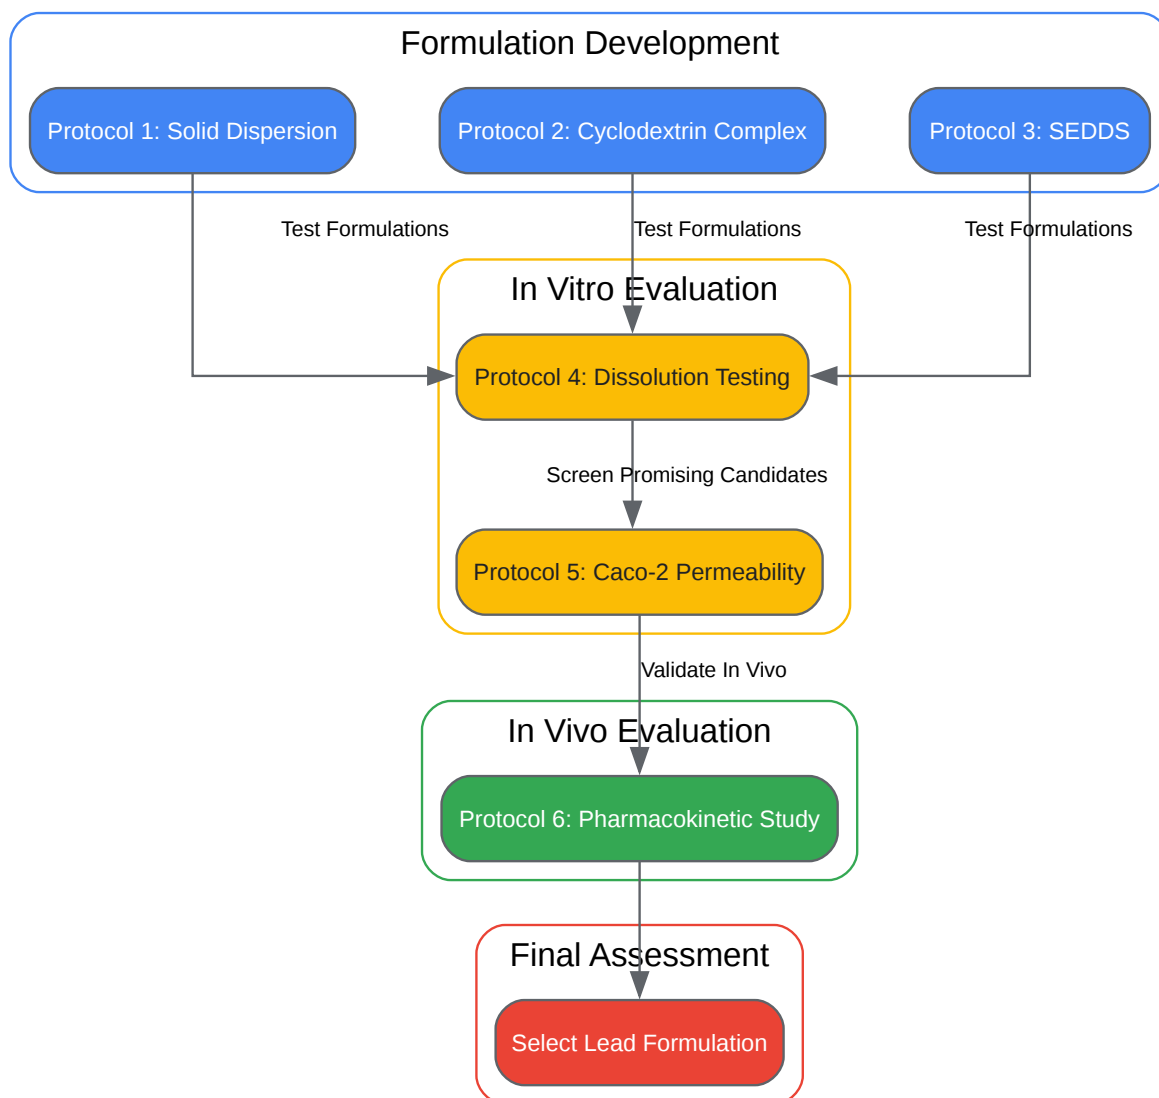 Formulation Development
Protocol 1: Solid Dispersion
Protocol 2: Cyclodextrin Complex
Protocol 3: SEDDS
Test Formulations
Test Formulations
Test Formulations
In Vitro Evaluation
Protocol 4: Dissolution Testing
Screen Promising Candidates
Protocol 5: Caco-2 Permeability
Validate In Vivo
In Vivo Evaluation
Protocol 6: Pharmacokinetic Study
Final Assessment
Select Lead Formulation